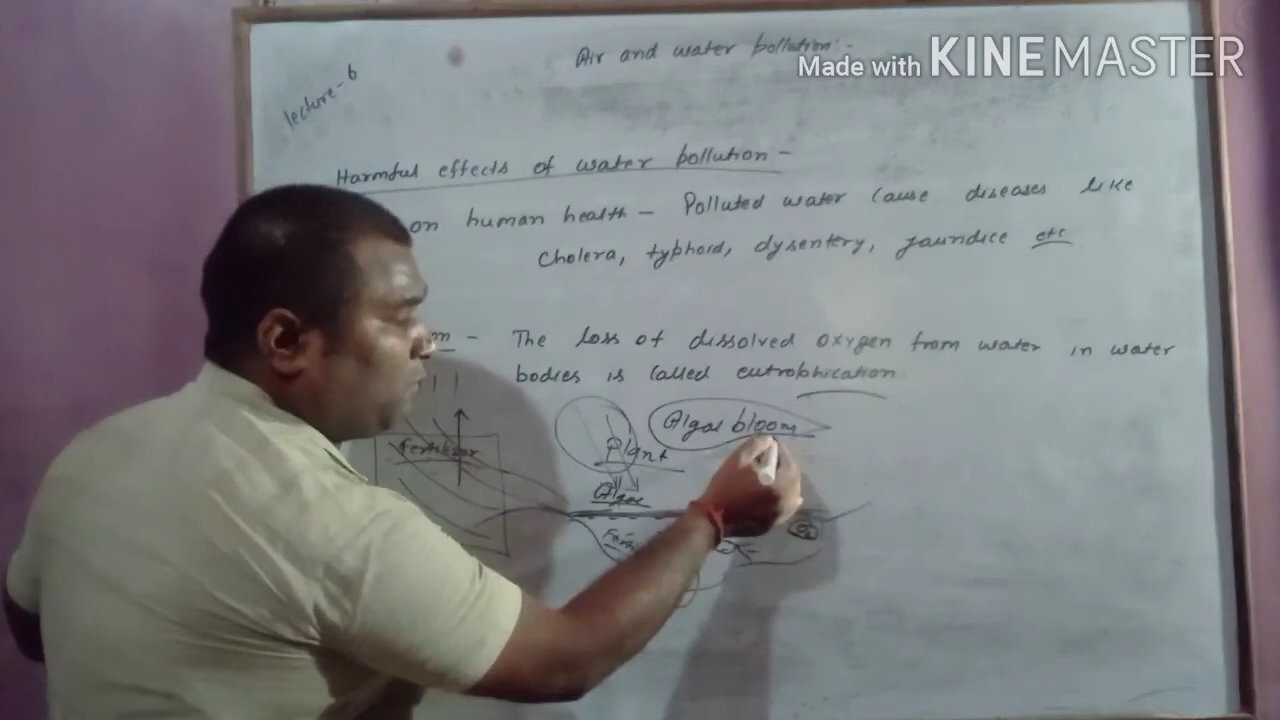 Air and water pollution :-
Made with KINEMASTER
lecture - 6
Harmful effects of water pollution -
on human health - Polluted water cause diseases like
cholera, typhoid, dysentery, jaundice etc
m - The loss of dissolved oxygen from water in water
bodies is called eutrophication
Algae bloom
Plant
Fertilizer
Algae